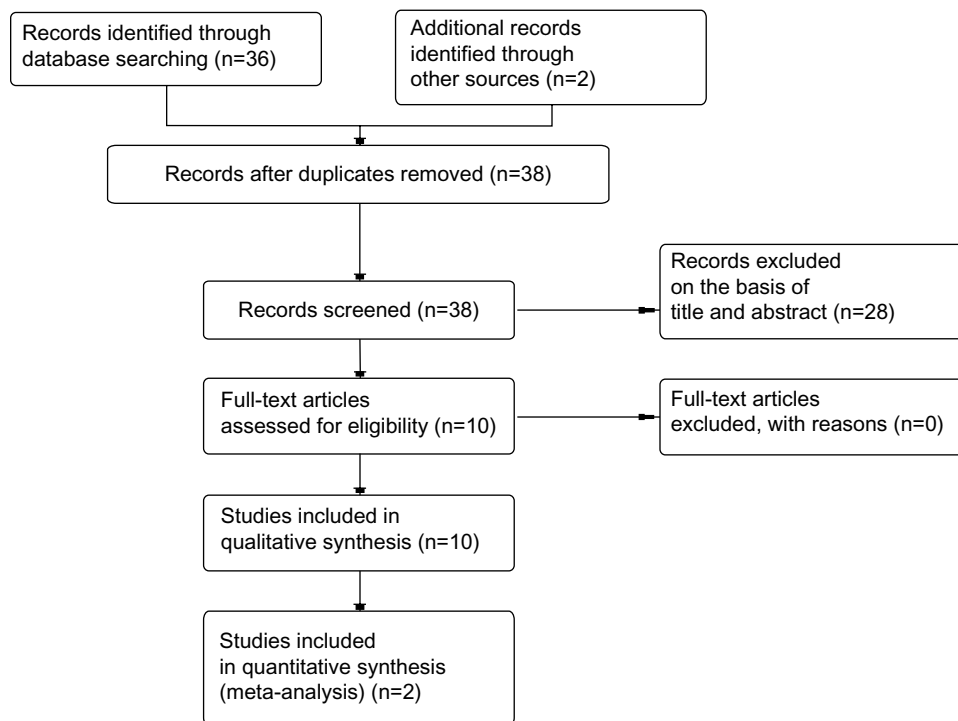 Records identified through
database searching (n=36)
Additional records
identified through
other sources (n=2)
Records after duplicates removed (n=38)
Records screened (n=38)
Records excluded
on the basis of
title and abstract (n=28)
Full-text articles
assessed for eligibility (n=10)
Full-text articles
excluded, with reasons (n=0)
Studies included in
qualitative synthesis (n=10)
Studies included
in quantitative synthesis
(meta-analysis) (n=2)